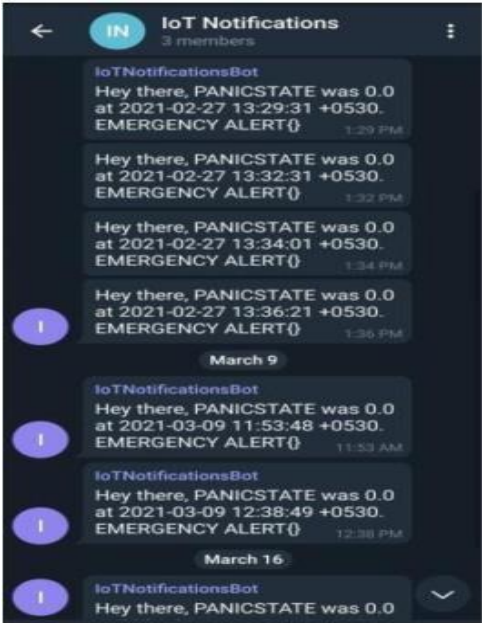 IN
IoT Notifications
3 members
IoTNotificationsBot
Hey there, PANICSTATE was 0.0
at 2021-02-27 13:29:31 +0530.
EMERGENCY ALERT{}
1:29 PM
Hey there, PANICSTATE was 0.0
at 2021-02-27 13:32:31 +0530.
EMERGENCY ALERT{}
1:32 PM
Hey there, PANICSTATE was 0.0
at 2021-02-27 13:34:01 +0530.
EMERGENCY ALERT{}
1:34 PM
Hey there, PANICSTATE was 0.0
at 2021-02-27 13:36:21 +0530.
EMERGENCY ALERT{}
1:36 PM
I
March 9
IoTNotificationsBot
Hey there, PANICSTATE was 0.0
at 2021-03-09 11:53:48 +0530.
EMERGENCY ALERT{}
11:53 AM
I
IoTNotificationsBot
Hey there, PANICSTATE was 0.0
at 2021-03-09 12:38:49 +0530.
EMERGENCY ALERT{}
12:38 PM
I
March 16
IoTNotificationsBot
Hey there, PANICSTATE was 0.0
I